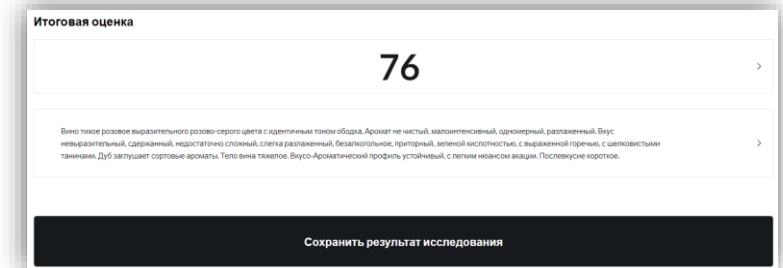 Итоговая оценка
76
Вино тихое розовое выразительного розово-серого цвета с идентичным тоном ободка. Аромат не чистый, малоинтенсивный, одномерный, разлаженный. Вкус
невыразительный, сдержанный, недостаточно сложный, слегка разлаженный, безалкогольное, приторный, зеленой кислотностью, с выраженной горечью, с шелковистыми
танинами. Дуб заглушает сортовые ароматы. Тело вина тяжелое. Вкусо-Ароматический профиль устойчивый, с легким нюансом акации. Послевкусие короткое.
Сохранить результат исследования